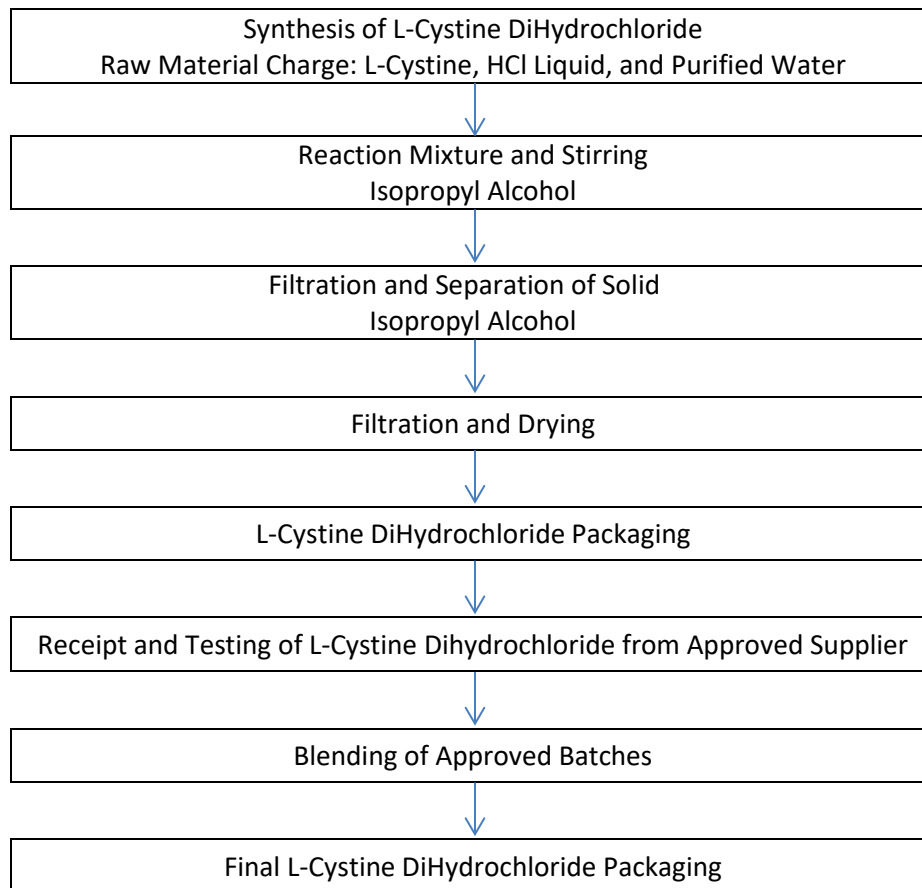 Synthesis of L-Cystine DiHydrochloride
Raw Material Charge: L-Cystine, HCl Liquid, and Purified Water
Reaction Mixture and Stirring
Isopropyl Alcohol
Filtration and Separation of Solid
Isopropyl Alcohol
Filtration and Drying
L-Cystine DiHydrochloride Packaging
Receipt and Testing of L-Cystine Dihydrochloride from Approved Supplier
Blending of Approved Batches
Final L-Cystine DiHydrochloride Packaging